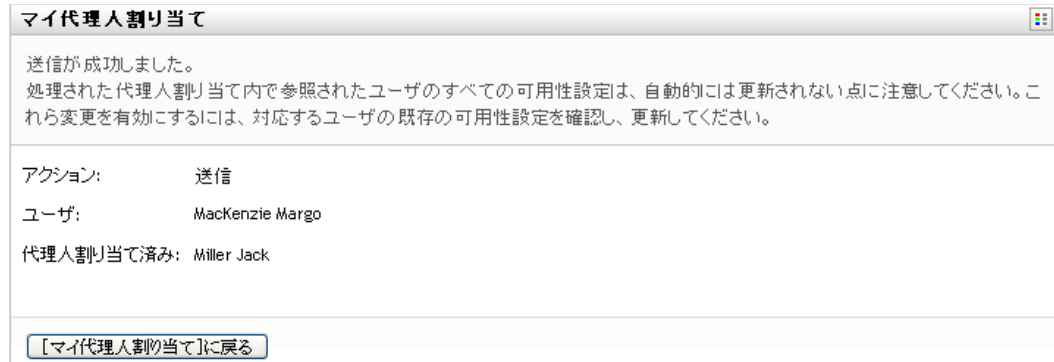 マイ代理人割り当て
送信が成功しました。
処理された代理人割り当て内で参照されたユーザのすべての可用性設定は、自動的には更新されない点に注意してください。こ
れら変更を有効にするには、対応するユーザの既存の可用性設定を確認し、更新してください。
アクション: 送信
ユーザ: MacKenzie Margo
代理人割り当て済み: Miller Jack
[マイ代理人割り当て]に戻る